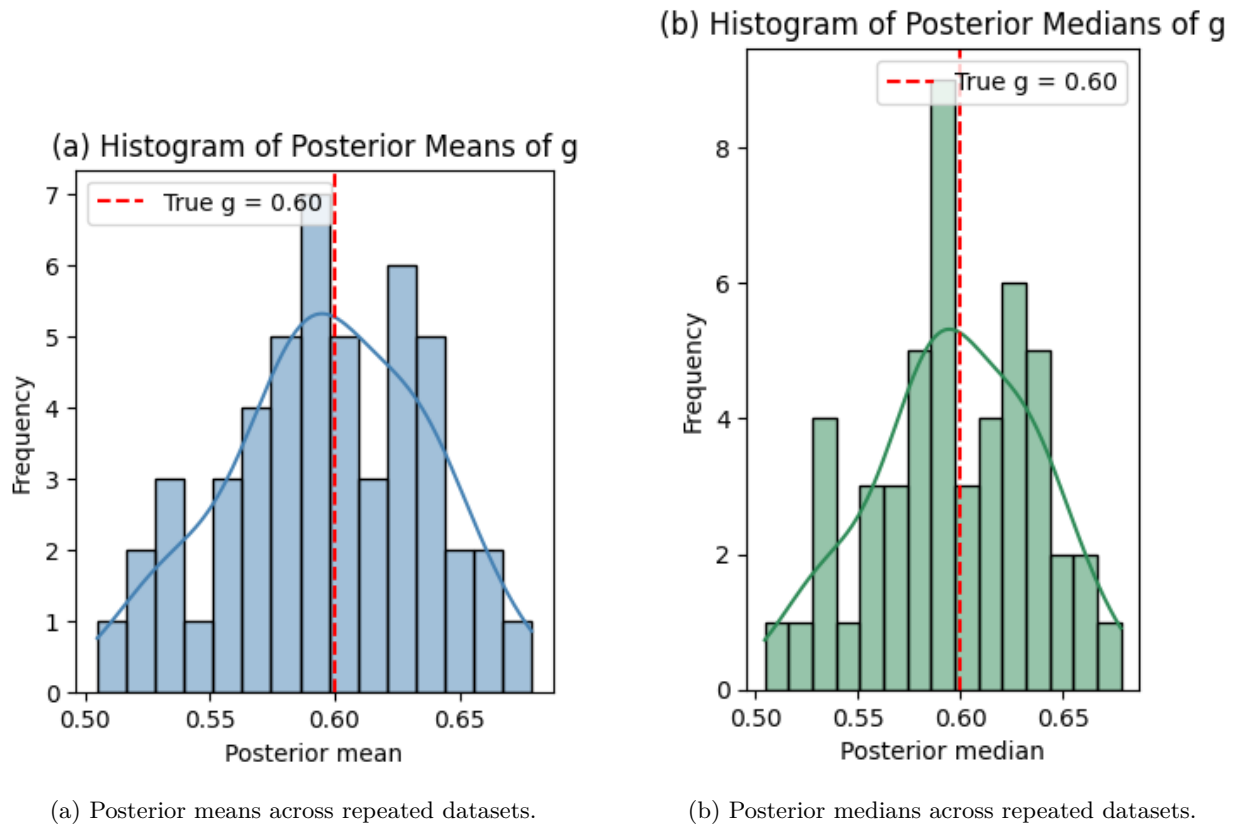 (a) Histogram of Posterior Means of g
True g = 0.60
7
6
5
4
3
2
1
0
Frequency
0.50 0.55 0.60 0.65
Posterior mean
(a) Posterior means across repeated datasets.
(b) Histogram of Posterior Medians of g
True g = 0.60
8
6
4
2
0
Frequency
0.50 0.55 0.60 0.65
Posterior median
(b) Posterior medians across repeated datasets.